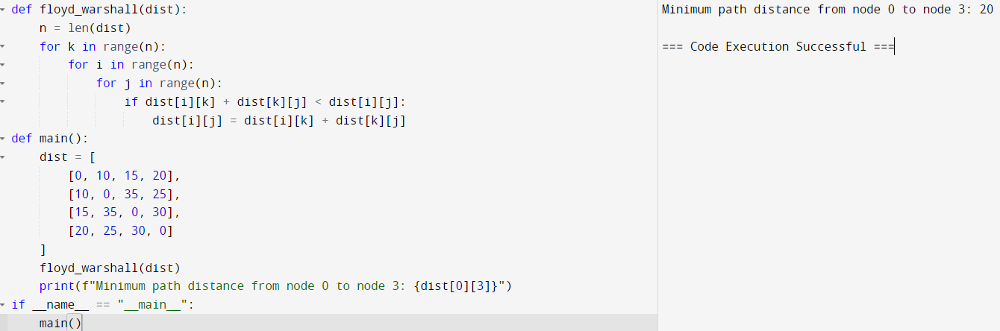 def floyd_warshall(dist):
    n = len(dist)
    for k in range(n):
        for i in range(n):
            for j in range(n):
                if dist[i][k] + dist[k][j] < dist[i][j]:
                    dist[i][j] = dist[i][k] + dist[k][j]
def main():
    dist = [
        [0, 10, 15, 20],
        [10, 0, 35, 25],
        [15, 35, 0, 30],
        [20, 25, 30, 0]
    ]
    floyd_warshall(dist)
    print(f"Minimum path distance from node 0 to node 3: {dist[0][3]}")
if __name__ == "__main__":
    main()
Minimum path distance from node 0 to node 3: 20
=== Code Execution Successful ===